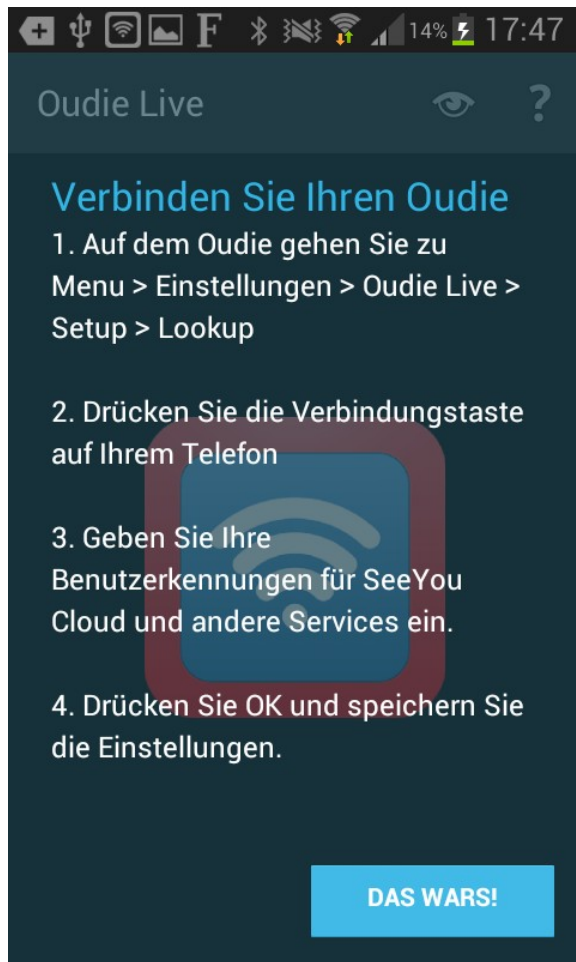 F 14% 17:47
Oudie Live ?
Verbinden Sie Ihren Oudie
1. Auf dem Oudie gehen Sie zu
Menu > Einstellungen > Oudie Live >
Setup > Lookup
2. Drücken Sie die Verbindungstaste
auf Ihrem Telefon
3. Geben Sie Ihre
Benutzerkennungen für SeeYou
Cloud und andere Services ein.
4. Drücken Sie OK und speichern Sie
die Einstellungen.
DAS WARS!